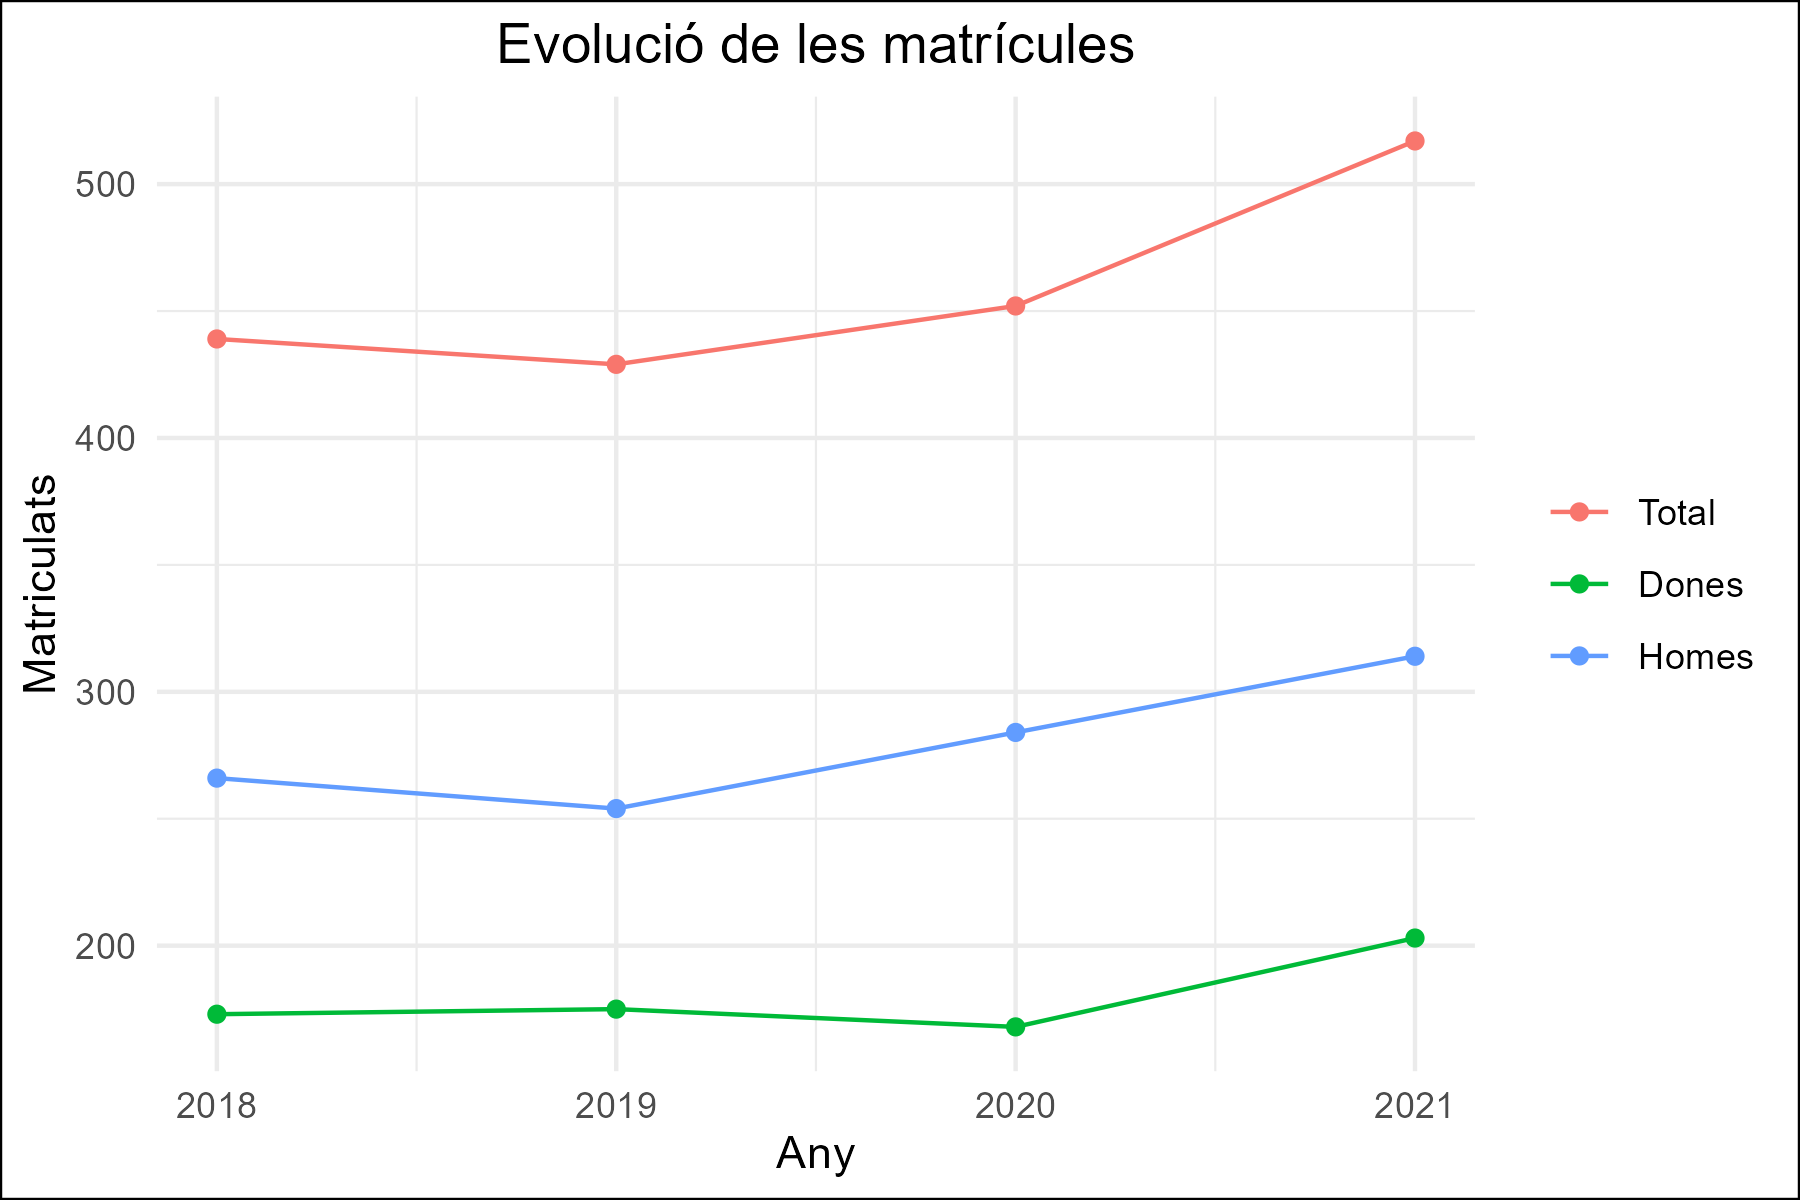 Evolució de les matrícules
500
400
300
200
Matriculats
2018 2019 2020 2021
Any
Total
Dones
Homes